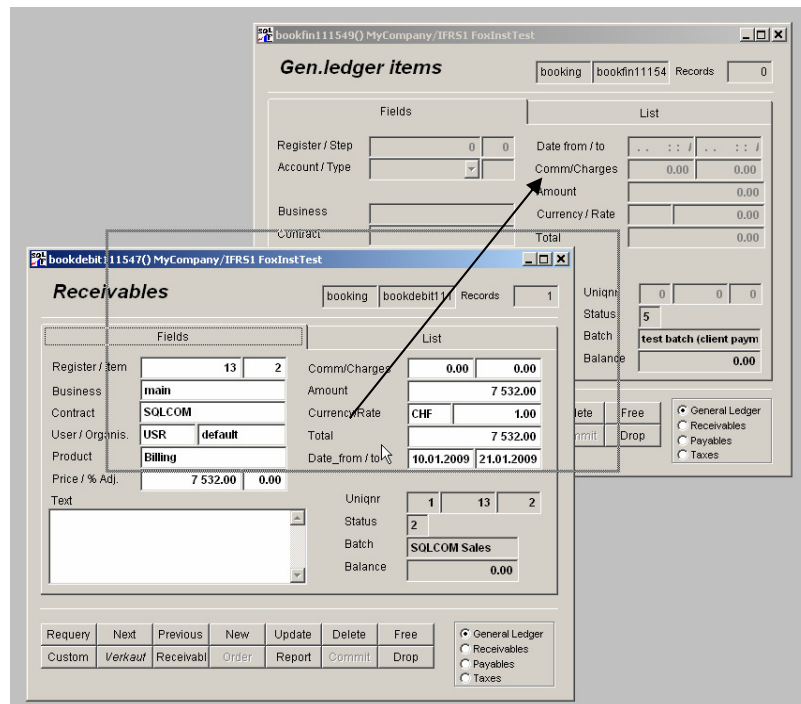 bookfin111549() MyCompany/IFRS1 FoxInstTest
Gen.ledger items
booking bookfin11154 Records 0
Fields List
Register / Step 0 0 Date from / to . . : : / . . : : /
Account / Type Comm/Charges 0.00 0.00
Amount 0.00
Business Currency / Rate 0.00
Contract Total 0.00
Uniqnr 0 0 0
Status 5
Batch test batch (client paym
Balance 0.00
lete Free General Ledger
mmit Drop Receivables
Payables
Taxes
bookdebit111547() MyCompany/IFRS1 FoxInstTest
Receivables
booking bookdebit111 Records 1
Fields List
Register / Item 13 2 Comm/Charges 0.00 0.00
Business main Amount 7 532.00
Contract SQLCOM Currency/Rate CHF 1.00
User / Organis. USR default Total 7 532.00
Product Billing Date_from / to 10.01.2009 21.01.2009
Price / % Adj. 7 532.00 0.00
Text Uniqnr 1 13 2
Status 2
Batch SQLCOM Sales
Balance 0.00
Requery Next Previous New Update Delete Free General Ledger
Custom Verkauf Receivabl Order Report Commit Drop Receivables
Payables
Taxes